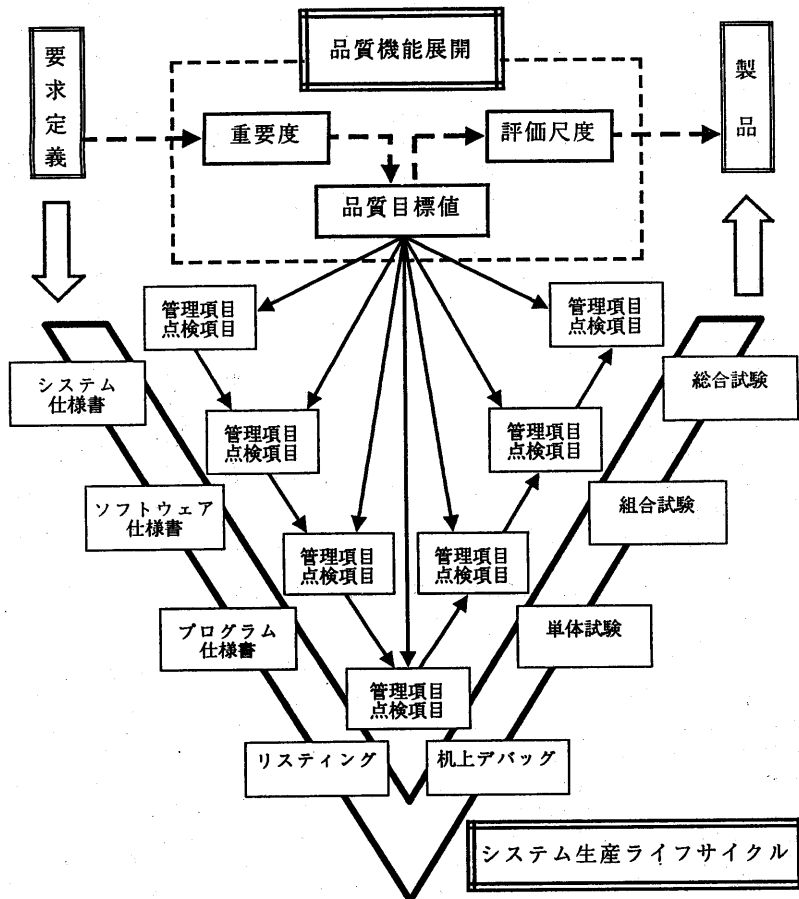 品質機能展開
要求定義
製品
重要度
評価尺度
品質目標値
管理項目
点検項目
管理項目
点検項目
システム
仕様書
総合試験
管理項目
点検項目
管理項目
点検項目
ソフトウェア
仕様書
組合試験
管理項目
点検項目
管理項目
点検項目
プログラム
仕様書
単体試験
管理項目
点検項目
リスティング
机上デバッグ
システム生産ライフサイクル